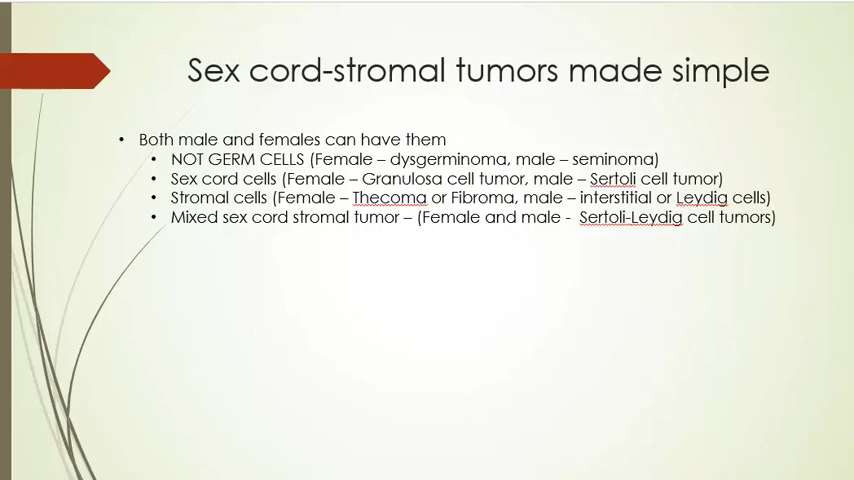 Sex cord-stromal tumors made simple
• Both male and females can have them
• NOT GERM CELLS (Female – dysgerminoma, male – seminoma)
• Sex cord cells (Female – Granulosa cell tumor, male – Sertoli cell tumor)
• Stromal cells (Female – Thecoma or Fibroma, male – interstitial or Leydig cells)
• Mixed sex cord stromal tumor – (Female and male - Sertoli-Leydig cell tumors)